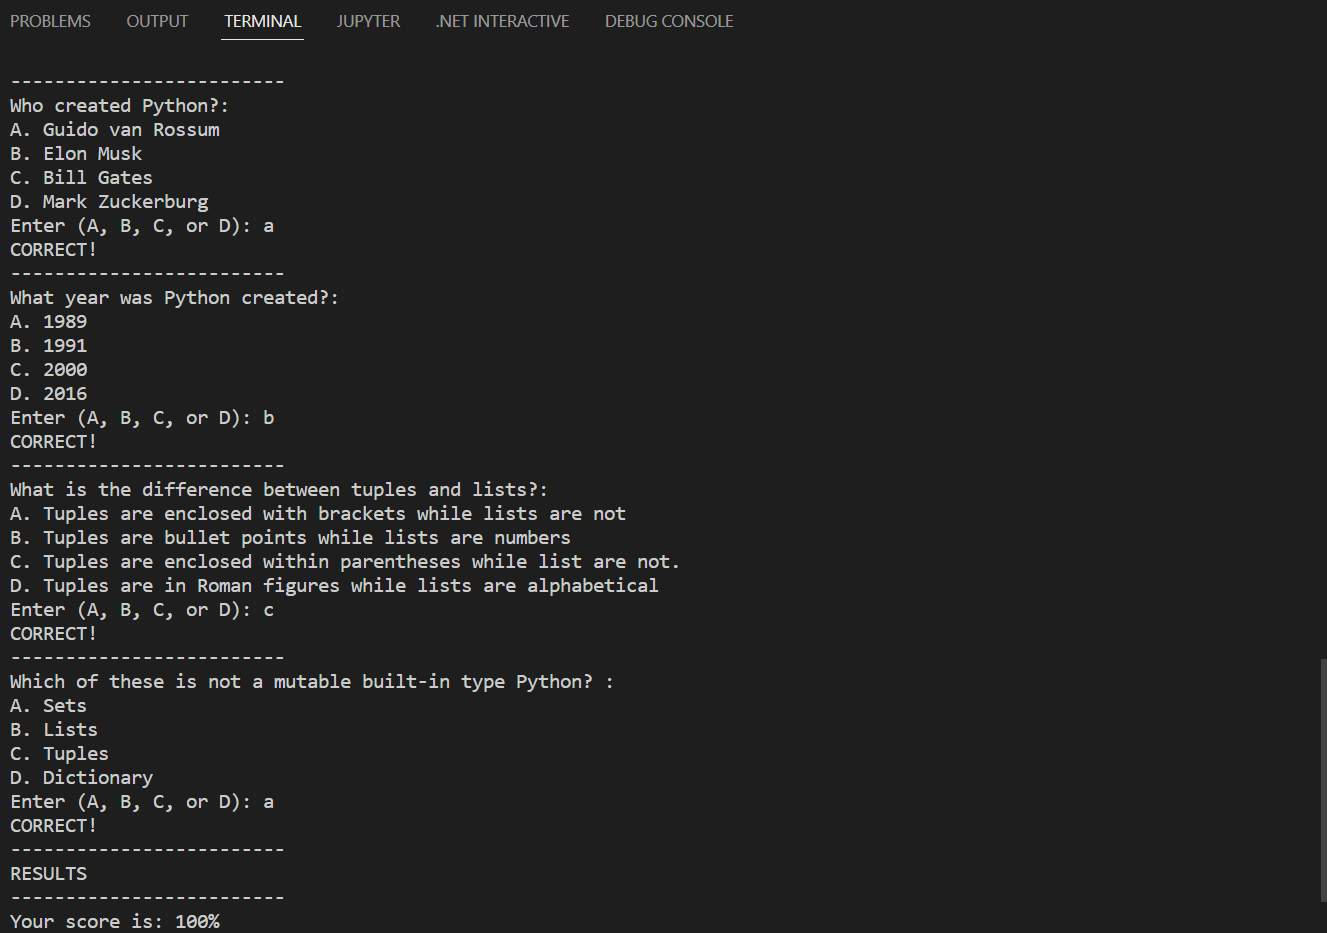 PROBLEMS OUTPUT TERMINAL JUPYTER .NET INTERACTIVE DEBUG CONSOLE
-------------------------
Who created Python?:
A. Guido van Rossum
B. Elon Musk
C. Bill Gates
D. Mark Zuckerburg
Enter (A, B, C, or D): a
CORRECT!
-------------------------
What year was Python created?:
A. 1989
B. 1991
C. 2000
D. 2016
Enter (A, B, C, or D): b
CORRECT!
-------------------------
What is the difference between tuples and lists?:
A. Tuples are enclosed with brackets while lists are not
B. Tuples are bullet points while lists are numbers
C. Tuples are enclosed within parentheses while list are not.
D. Tuples are in Roman figures while lists are alphabetical
Enter (A, B, C, or D): c
CORRECT!
-------------------------
Which of these is not a mutable built-in type Python? :
A. Sets
B. Lists
C. Tuples
D. Dictionary
Enter (A, B, C, or D): a
CORRECT!
-------------------------
RESULTS
-------------------------
Your score is: 100%